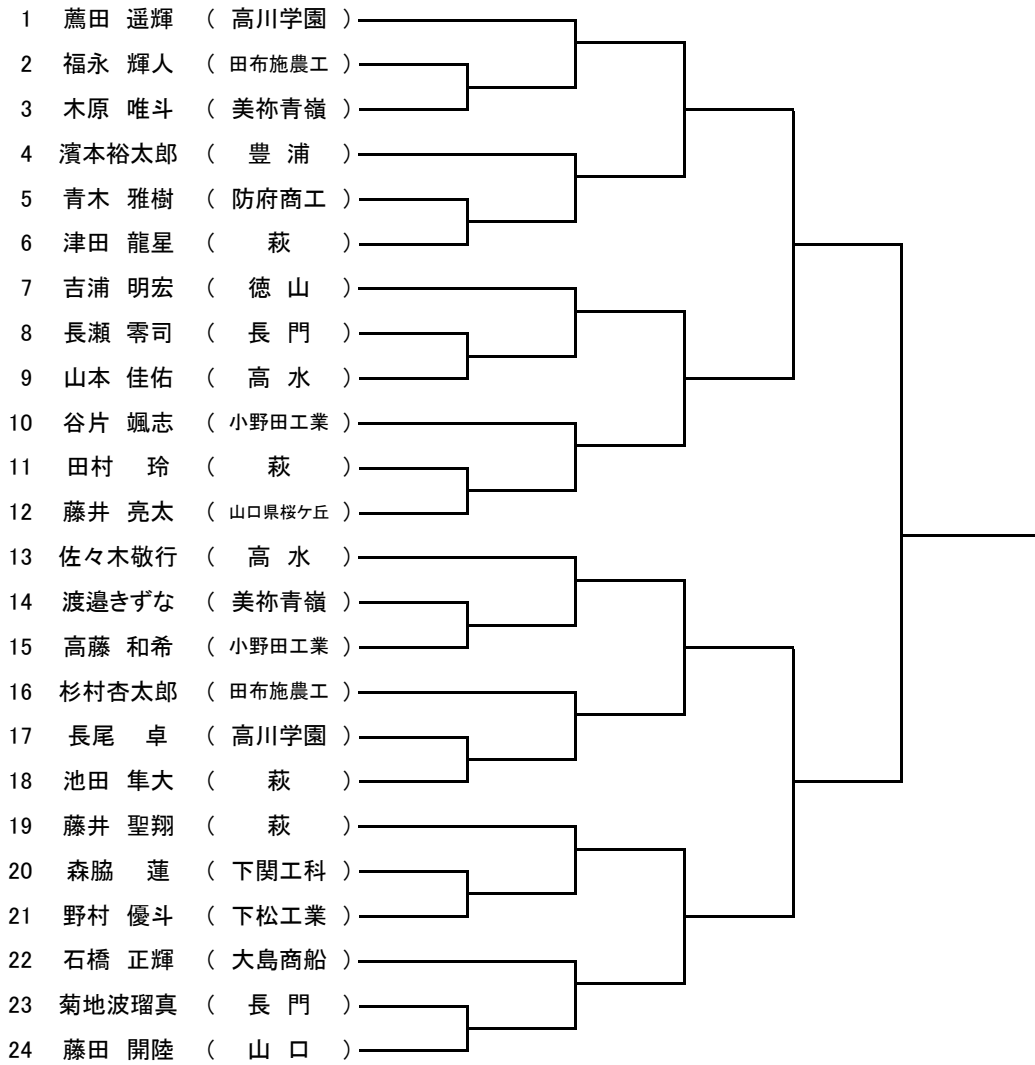 1 薦田 遥輝 ( 高川学園 )
2 福永 輝人 ( 田布施農工 )
3 木原 唯斗 ( 美祢青嶺 )
4 濱本裕太郎 ( 豊 浦 )
5 青木 雅樹 ( 防府商工 )
6 津田 龍星 ( 萩 )
7 吉浦 明宏 ( 徳 山 )
8 長瀬 零司 ( 長 門 )
9 山本 佳佑 ( 高 水 )
10 谷片 颯志 ( 小野田工業 )
11 田村 玲 ( 萩 )
12 藤井 亮太 ( 山口県桜ケ丘 )
13 佐々木敬行 ( 高 水 )
14 渡邉きずな ( 美祢青嶺 )
15 高藤 和希 ( 小野田工業 )
16 杉村杏太郎 ( 田布施農工 )
17 長尾 卓 ( 高川学園 )
18 池田 隼大 ( 萩 )
19 藤井 聖翔 ( 萩 )
20 森脇 蓮 ( 下関工科 )
21 野村 優斗 ( 下松工業 )
22 石橋 正輝 ( 大島商船 )
23 菊地波瑠真 ( 長 門 )
24 藤田 開陸 ( 山 口 )